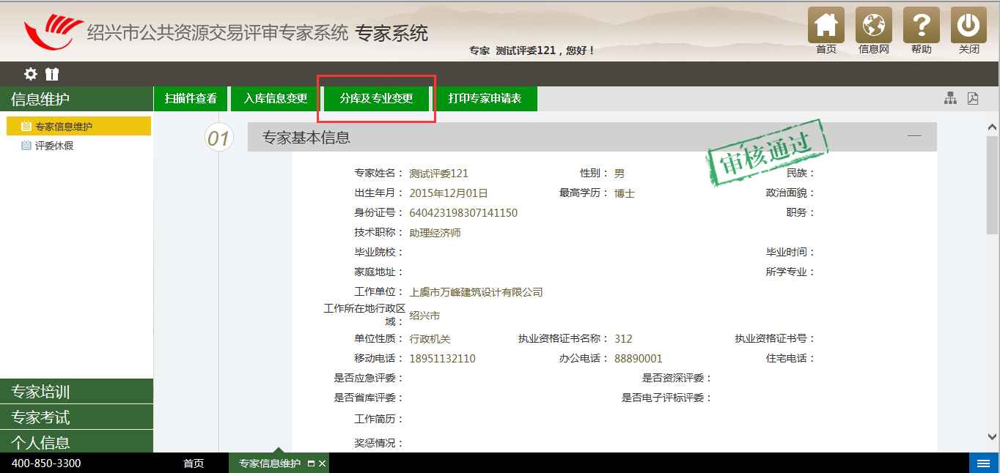 绍兴市公共资源交易评审专家系统 专家系统
专家 测试评委121，您好！
首页 信息网 帮助 关闭
信息维护
扫描件查看 入库信息变更 分库及专业变更 打印专家申请表
专家信息维护
评委休假
01 专家基本信息
审核通过
专家姓名： 测试评委121 性别： 男 民族：
出生年月： 2015年12月01日 最高学历： 博士 政治面貌：
身份证号： 640423198307141150 职务：
技术职称： 助理经济师
毕业院校： 毕业时间：
家庭地址： 所学专业：
工作单位： 上虞市万峰建筑设计有限公司
工作所在地行政区
域： 绍兴市
单位性质： 行政机关 执业资格证书名称： 312 执业资格证书号：
移动电话： 18951132110 办公电话： 88890001 住宅电话：
是否应急评委： 是否资深评委：
是否省库评委： 是否电子评标评委：
工作简历：
奖惩情况：
专家培训
专家考试
个人信息
400-850-3300 首页 专家信息维护